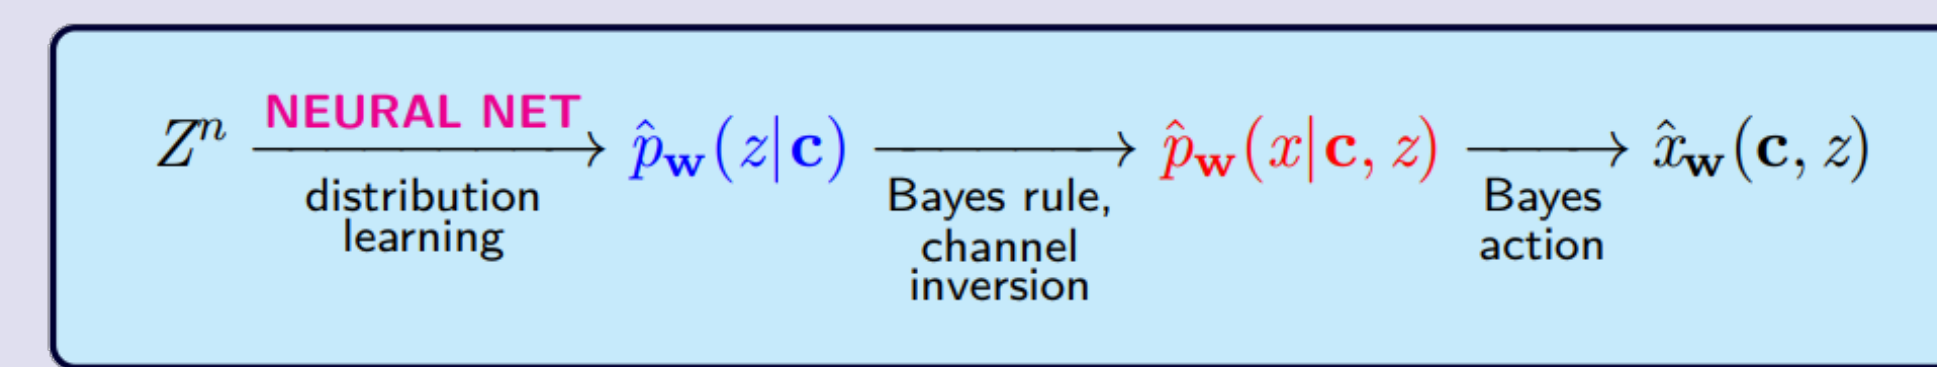 NEURAL NET
Zⁿ ⟶ p̂_𝐰(z|𝐜) ⟶ p̂_𝐰(x|𝐜, z) ⟶ x̂_𝐰(𝐜, z)
distribution Bayes rule, Bayes
learning channel action
inversion